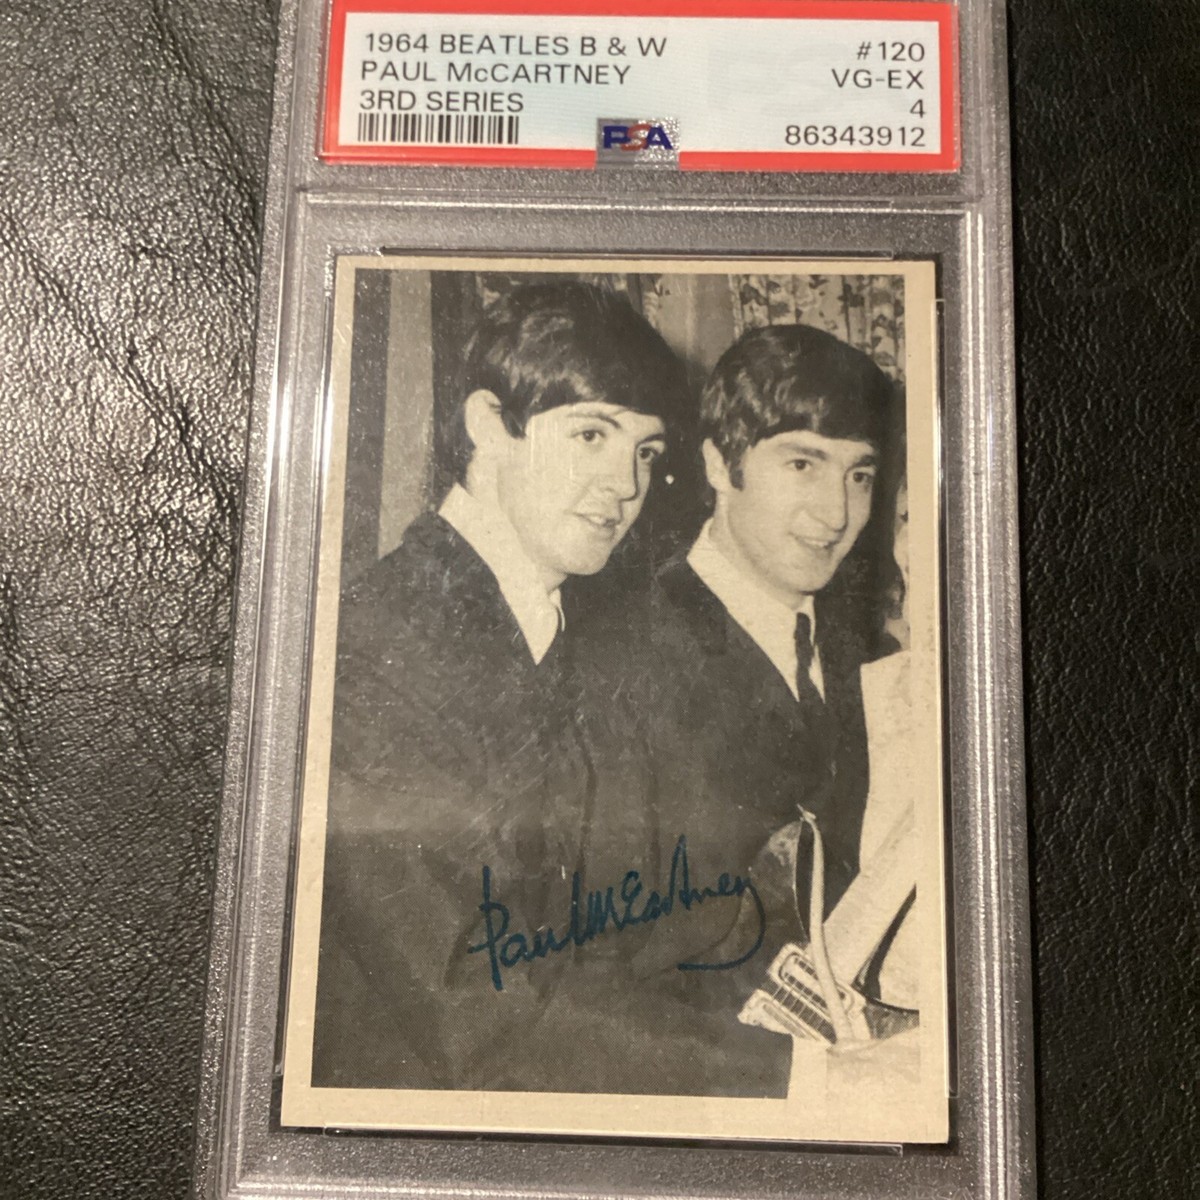 1964 BEATLES B & W #120
PAUL McCARTNEY VG-EX
3RD SERIES 4
PSA 86343912
Paul McCartney